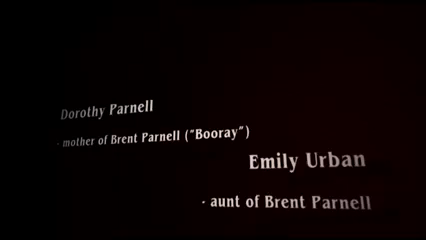 Dorothy Parnell
- mother of Brent Parnell (“Booray”)
Emily Urban
- aunt of Brent Parnell